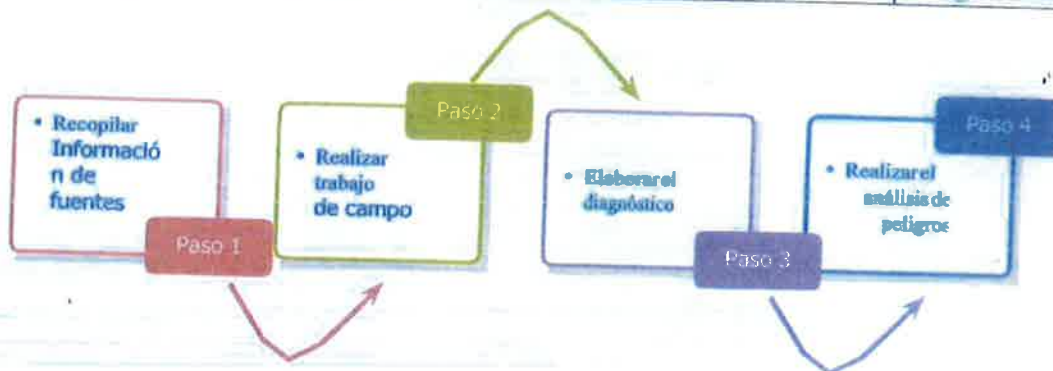 • Recopilar
Informació
n de
fuentes
Paso 1
• Realizar
trabajo
de campo
Paso 2
• Elaborar el
diagnóstico
Paso 3
• Realizar el
análisis de
peligros
Paso 4